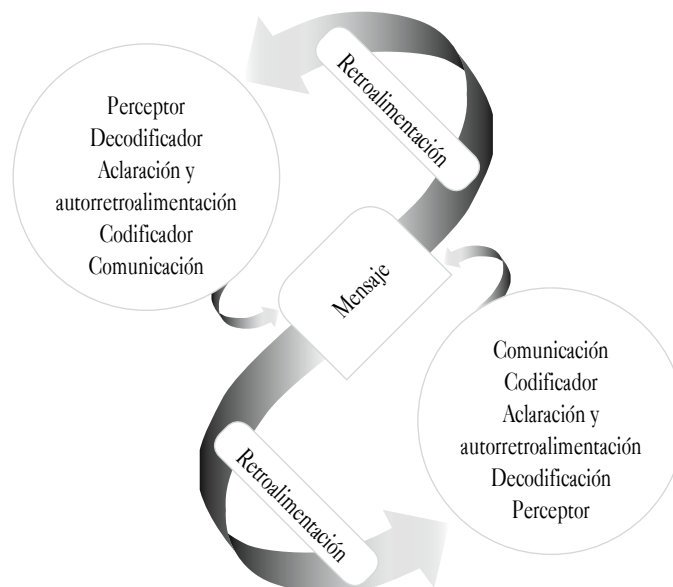 Retroalimentación
Perceptor
Decodificador
Aclaración y
autorretroalimentación
Codificador
Comunicación
Mensaje
Comunicación
Codificador
Aclaración y
autorretroalimentación
Decodificación
Perceptor
Retroalimentación